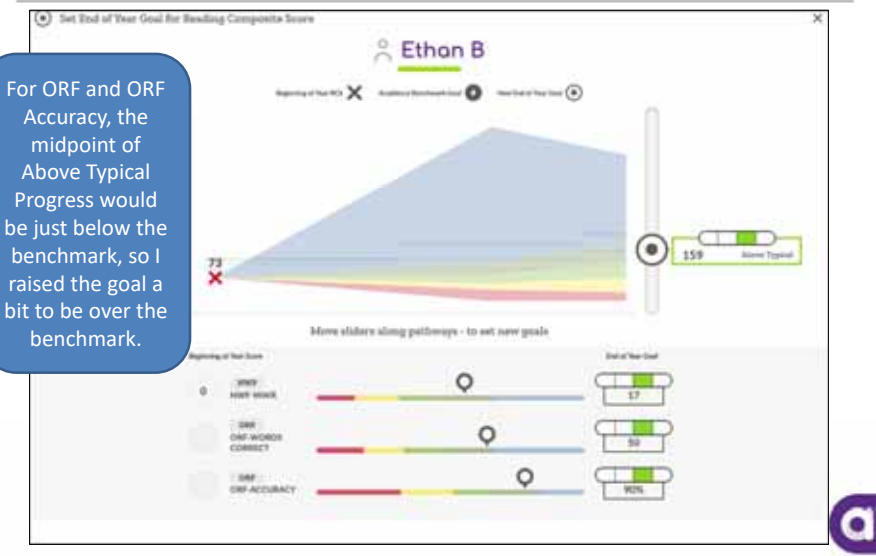 Set End of Year Goal for Reading Composite Score
Ethan B
Beginning of Year RCS
Academic Benchmark Goal
New End of Year Goal
For ORF and ORF
Accuracy, the
midpoint of
Above Typical
Progress would
be just below the
benchmark, so I
raised the goal a
bit to be over the
benchmark.
73
159 Above Typical
Move sliders along pathways - to set new goals
Beginning of Year Score
End of Year Goal
0
NWF
NWF-WWR
17
ORF
ORF-WORDS
CORRECT
50
ORF
ORF-ACCURACY
90%
a